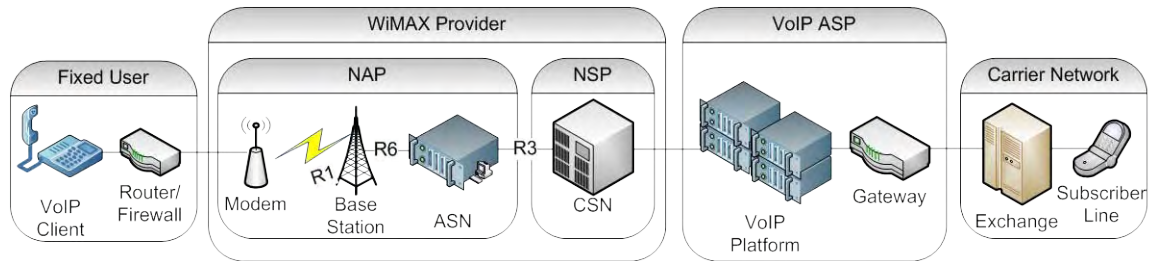 WiMAX Provider
VoIP ASP
Fixed User
NAP
NSP
Carrier Network
R1
R6
R3
VoIP
Client
Router/
Firewall
Modem
Base
Station
ASN
CSN
VoIP
Platform
Gateway
Exchange
Subscriber
Line